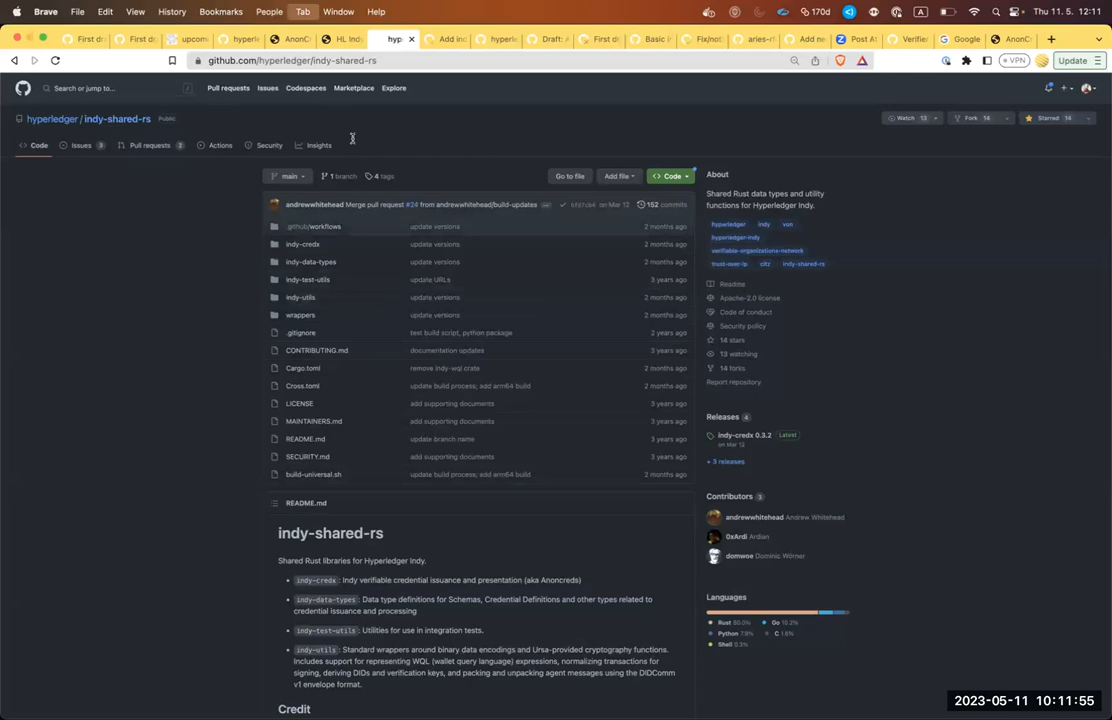 Brave File Edit View History Bookmarks People Tab Window Help 170d A Thu 11. 5. 12:11
First dr First dr upcom hyperle AnonCr HL Indy hype Add ind hyperle Draft: A First dr Basic i Fix/not aries-rf Add ne Post At Verifier Google AnonCr
github.com/hyperledger/indy-shared-rs VPN Update
Search or jump to... / Pull requests Issues Codespaces Marketplace Explore
hyperledger / indy-shared-rs Public Watch 13 Fork 14 Starred 14
Code Issues 3 Pull requests 2 Actions Security Insights
main 1 branch 4 tags Go to file Add file Code
About
Shared Rust data types and utility
functions for Hyperledger Indy.
hyperledger indy von
hyperledger-indy
verifiable-organizations-network
trust-over-ip citz indy-shared-rs
Readme
Apache-2.0 license
Code of conduct
Security policy
14 stars
13 watching
14 forks
Report repository
andrewwhitehead Merge pull request #24 from andrewwhitehead/build-updates on Mar 12 152 commits
.github/workflows update versions 2 months ago
indy-credx update versions 2 months ago
indy-data-types update versions 2 months ago
indy-test-utils update URLs 3 years ago
indy-utils update versions 2 months ago
wrappers update versions 2 months ago
.gitignore test build script, python package 2 years ago
CONTRIBUTING.md documentation updates 3 years ago
Cargo.toml remove indy-wql crate 2 months ago
Cross.toml update build process; add arm64 build 2 months ago
LICENSE add supporting documents 3 years ago
MAINTAINERS.md add supporting documents 3 years ago
README.md update branch name 3 years ago
SECURITY.md add supporting documents 3 years ago
build-universal.sh update build process; add arm64 build 2 months ago
Releases 4
indy-credx 0.3.2 Latest
on Mar 12
+ 3 releases
Contributors 3
andrewwhitehead Andrew Whitehead
0xArdi Ardian
domwoe Dominic Wörner
Languages
Rust 80.0% Go 10.2%
Python 7.9% C 1.6%
Shell 0.3%
README.md
indy-shared-rs
Shared Rust libraries for Hyperledger Indy.
indy-credx: Indy verifiable credential issuance and presentation (aka Anoncreds)
indy-data-types: Data type definitions for Schemas, Credential Definitions and other types related to
credential issuance and processing
indy-test-utils: Utilities for use in integration tests.
indy-utils: Standard wrappers around binary data encodings and Ursa-provided cryptography functions.
Includes support for representing WQL (wallet query language) expressions, normalizing transactions for
signing, deriving DIDs and verification keys, and packing and unpacking agent messages using the DIDComm
v1 envelope format.
Credit
2023-05-11 10:11:55